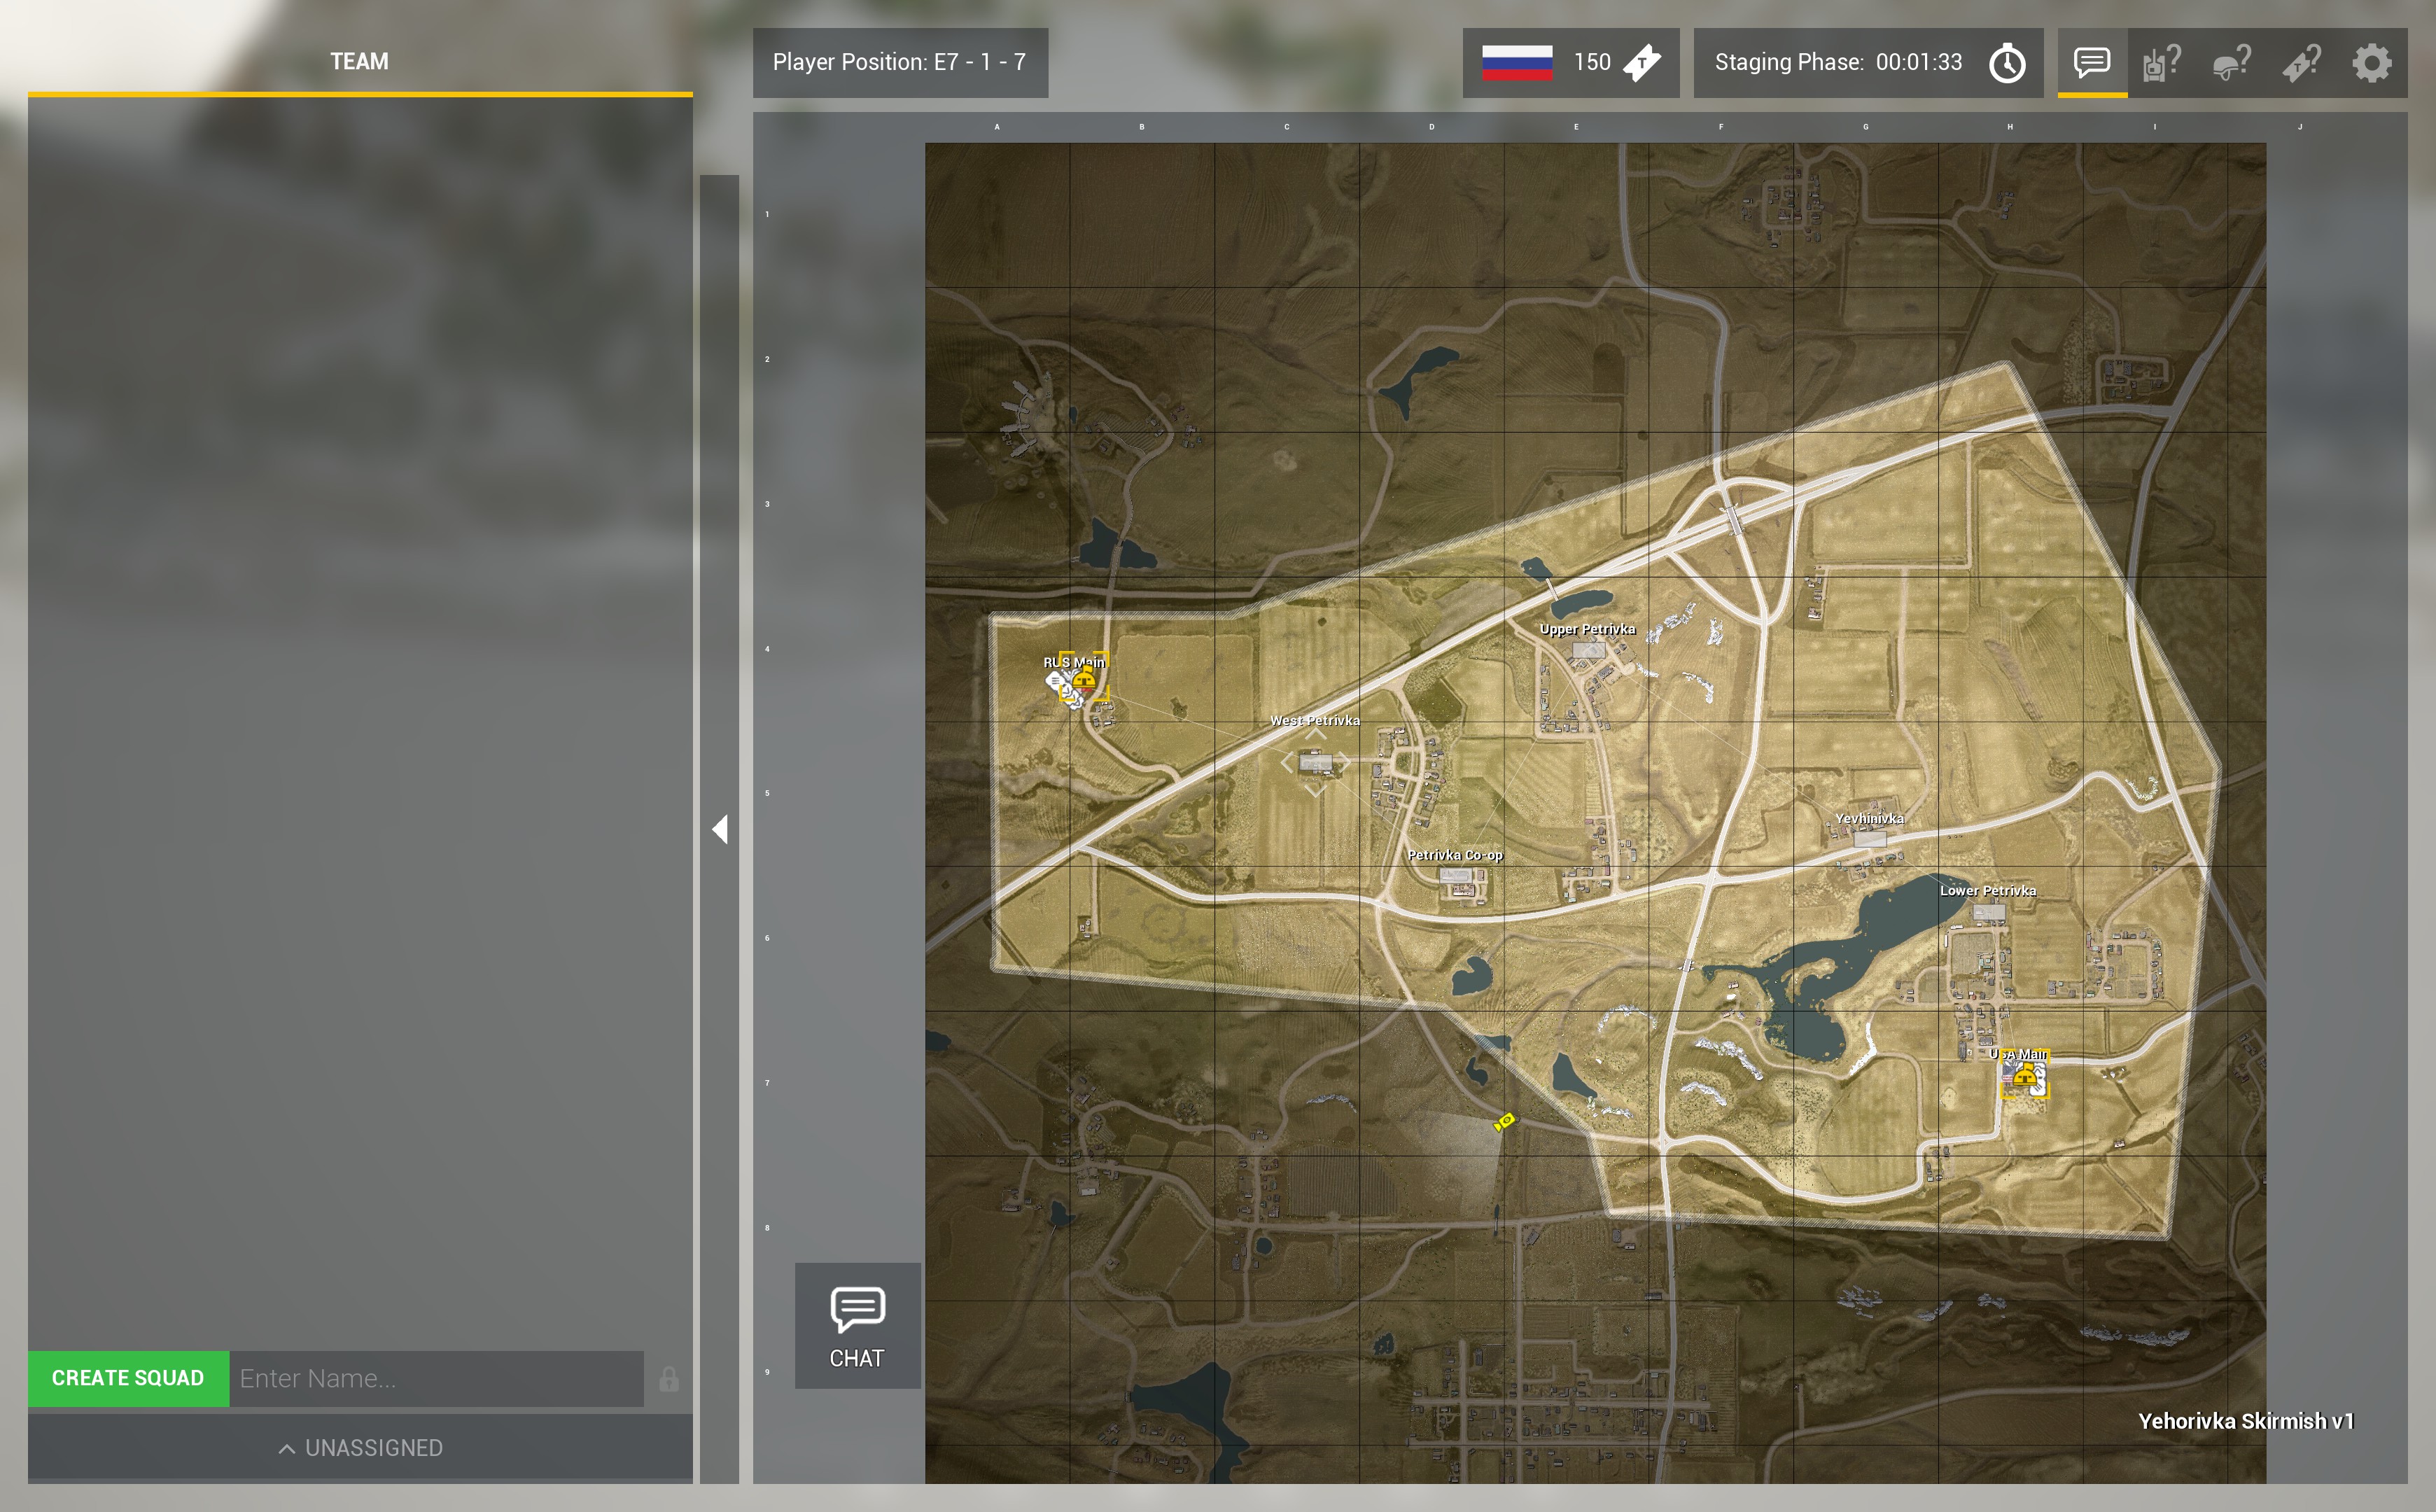 TEAM
Player Position: E7 - 1 - 7
150
T
Staging Phase: 00:01:33
?
?
T?
A B C D E F G H I J
1
2
3
4
5
6
7
8
9
Upper Petrivka
RUS Main
West Petrivka
Yevhinivka
Petrivka Co-op
Lower Petrivka
USA Main
CHAT
CREATE SQUAD
Enter Name...
UNASSIGNED
Yehorivka Skirmish v1